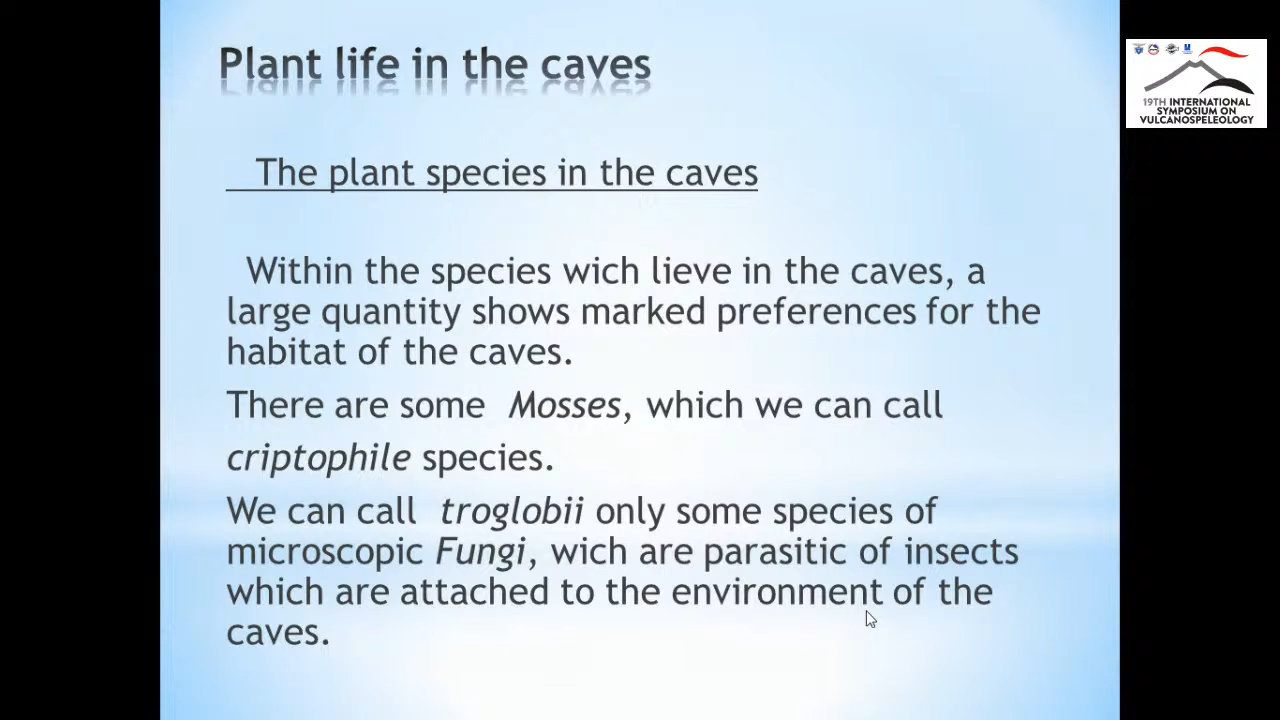 Plant life in the caves
19TH INTERNATIONAL
SYMPOSIUM ON
VULCANOSPELEOLOGY
The plant species in the caves
Within the species wich lieve in the caves, a
large quantity shows marked preferences for the
habitat of the caves.
There are some Mosses, which we can call
criptophile species.
We can call troglobii only some species of
microscopic Fungi, wich are parasitic of insects
which are attached to the environment of the
caves.